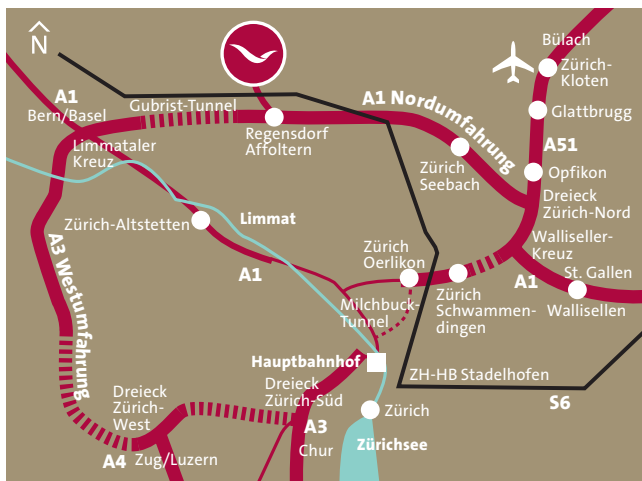 N
Bülach
Zürich-
Kloten
A1
Bern/Basel
Gubrist-Tunnel
A1 Nordumfahrung
Glattbrugg
Regensdorf
Affoltern
A51
Limmataler
Kreuz
Zürich
Seebach
Opfikon
Dreieck
Zürich-Nord
Zürich-Altstetten
Limmat
A3 Westumfahrung
Zürich
Oerlikon
Walliseller-
Kreuz
A1
A1
St. Gallen
Milchbuck-
Tunnel
Zürich
Schwammen-
dingen
Wallisellen
Hauptbahnhof
ZH-HB Stadelhofen
S6
Dreieck
Zürich-Süd
Dreieck
Zürich-
West
Zürich
A3
A4
Zug/Luzern
Chur
Zürichsee